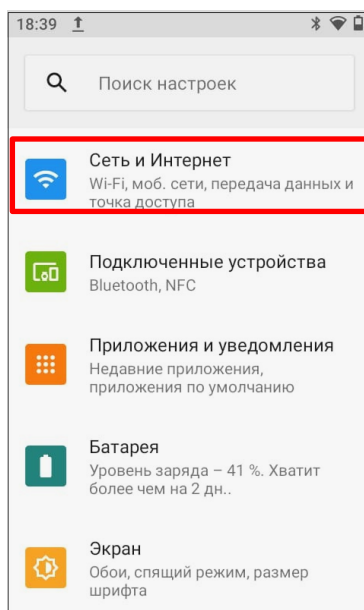 18:39
Поиск настроек
Сеть и Интернет
Wi-Fi, моб. сети, передача данных и
точка доступа
Подключенные устройства
Bluetooth, NFC
Приложения и уведомления
Недавние приложения,
приложения по умолчанию
Батарея
Уровень заряда – 41 %. Хватит
более чем на 2 дн..
Экран
Обои, спящий режим, размер
шрифта